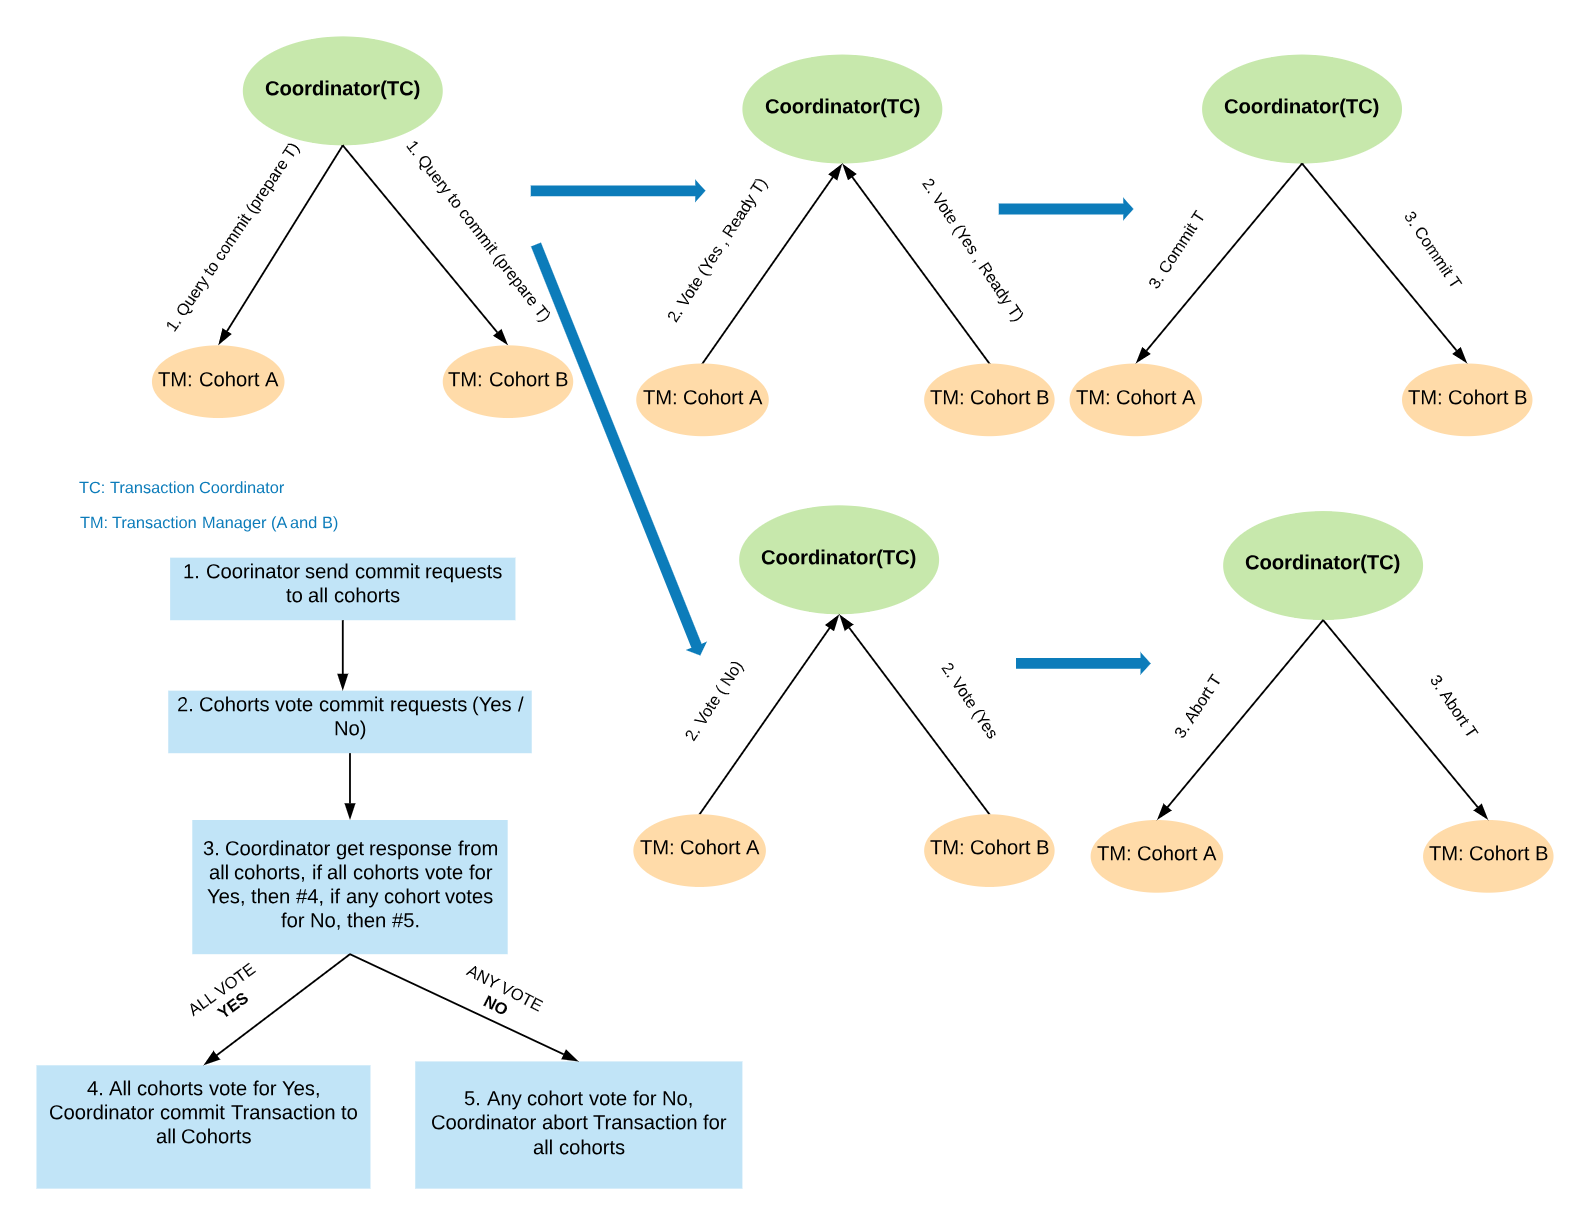 Coordinator(TC)
1. Query to commit (prepare T)
1. Query to commit (prepare T)
TM: Cohort A
TM: Cohort B
Coordinator(TC)
2. Vote (Yes , Ready T)
2. Vote (Yes , Ready T)
TM: Cohort A
TM: Cohort B
Coordinator(TC)
3. Commit T
3. Commit T
TM: Cohort A
TM: Cohort B
TC: Transaction Coordinator
TM: Transaction Manager (A and B)
Coordinator(TC)
2. Vote ( No)
2. Vote (Yes
TM: Cohort A
TM: Cohort B
Coordinator(TC)
3. Abort T
3. Abort T
TM: Cohort A
TM: Cohort B
1. Coorinator send commit requests
to all cohorts
2. Cohorts vote commit requests (Yes /
No)
3. Coordinator get response from
all cohorts, if all cohorts vote for
Yes, then #4, if any cohort votes
for No, then #5.
ALL VOTE
YES
ANY VOTE
NO
4. All cohorts vote for Yes,
Coordinator commit Transaction to
all Cohorts
5. Any cohort vote for No,
Coordinator abort Transaction for
all cohorts